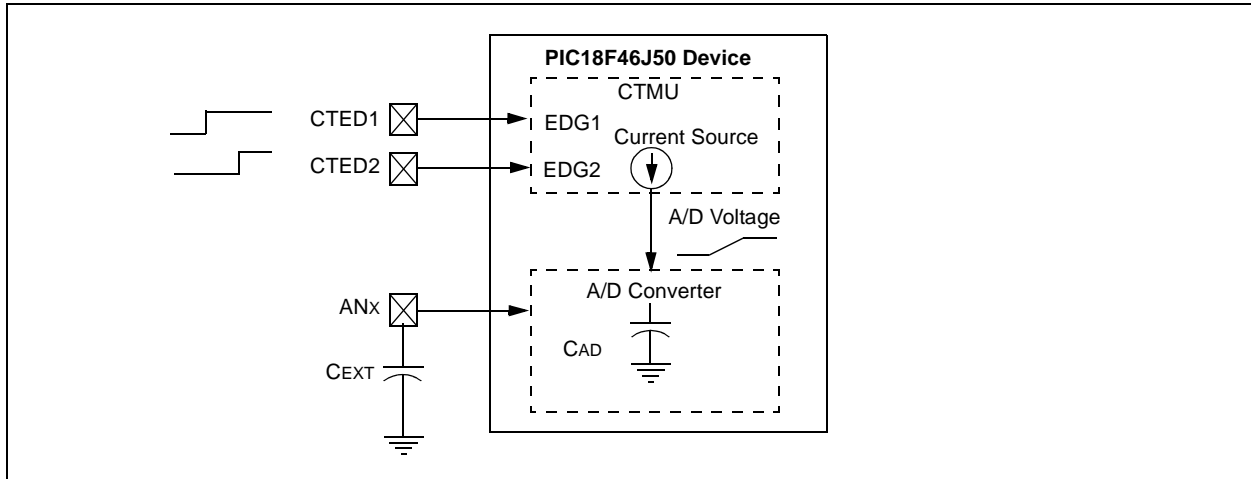 PIC18F46J50 Device
CTMU
CTED1
EDG1
Current Source
CTED2
EDG2
A/D Voltage
A/D Converter
ANX
CAD
CEXT